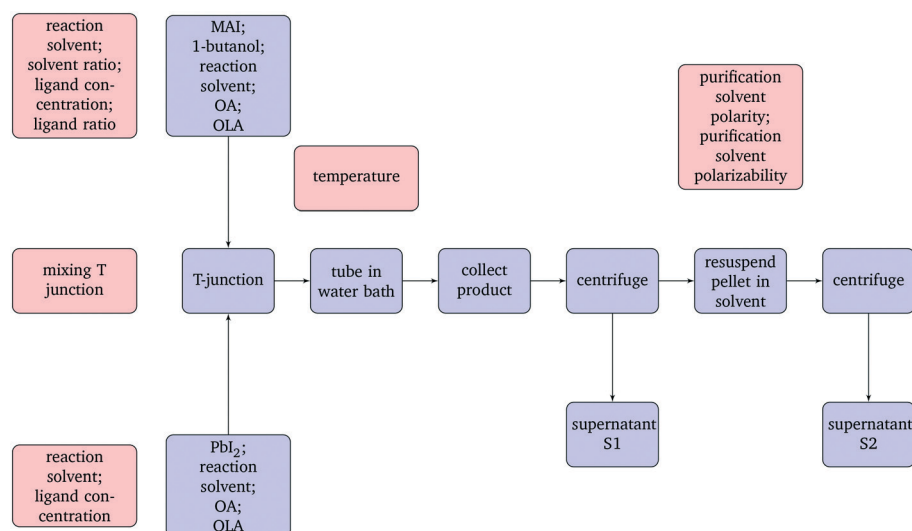 reaction
solvent;
solvent ratio;
ligand con-
centration;
ligand ratio
MAI;
1-butanol;
reaction
solvent;
OA;
OLA
purification
solvent
polarity;
purification
solvent
polarizability
temperature
mixing T
junction
T-junction
tube in
water bath
collect
product
centrifuge
resuspend
pellet in
solvent
centrifuge
supernatant
S1
supernatant
S2
reaction
solvent;
ligand con-
centration
PbI₂;
reaction
solvent;
OA;
OLA